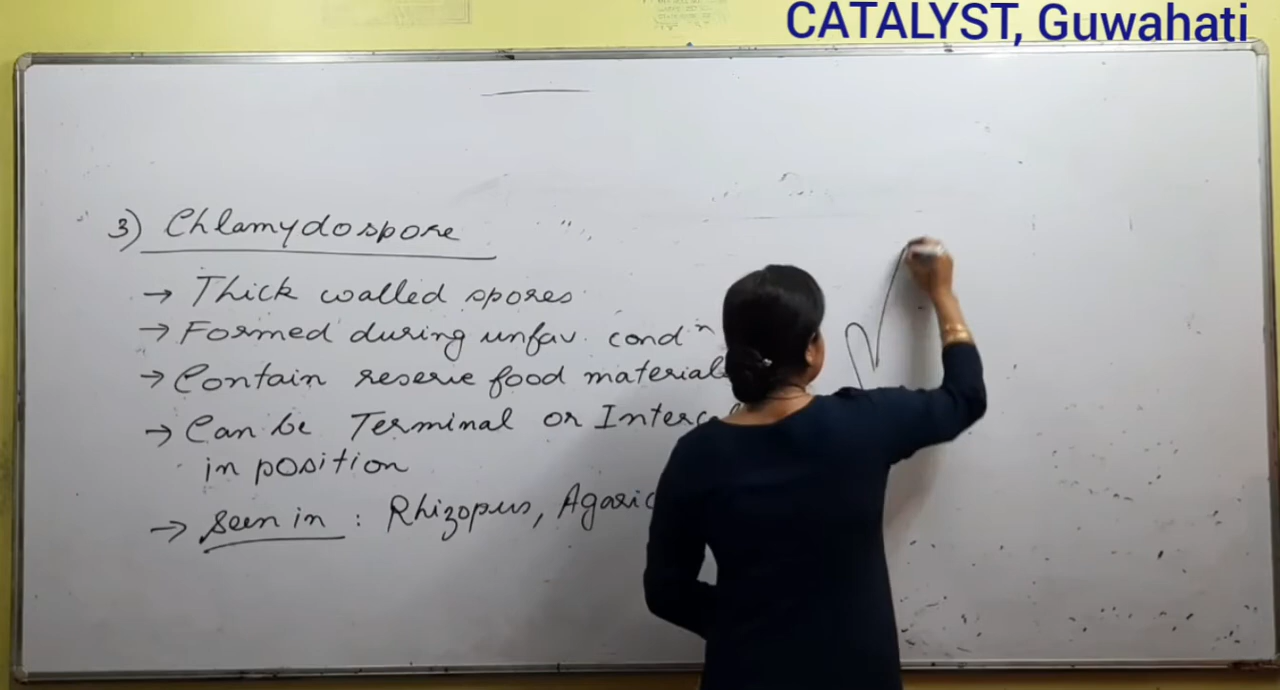 CATALYST, Guwahati
3) Chlamydospore
→ Thick walled spores
→ Formed during unfav. condⁿ
→ Contain reserve food material
→ Can be Terminal or
in position
→ Seen in : Rhizopus,